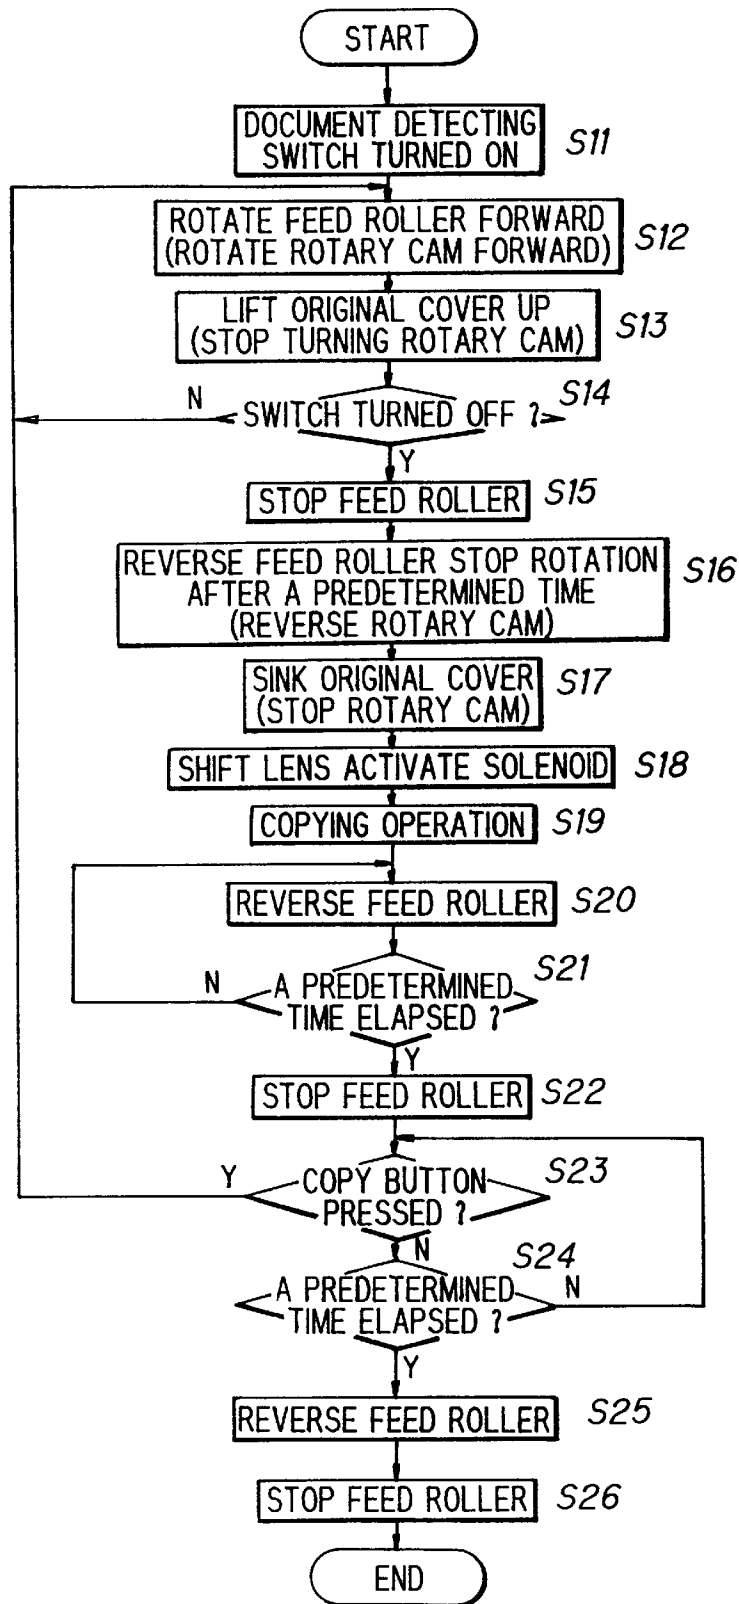 START
DOCUMENT DETECTING
SWITCH TURNED ON
S11
ROTATE FEED ROLLER FORWARD
(ROTATE ROTARY CAM FORWARD)
S12
LIFT ORIGINAL COVER UP
(STOP TURNING ROTARY CAM)
S13
S14
N
SWITCH TURNED OFF ?
Y
STOP FEED ROLLER
S15
REVERSE FEED ROLLER STOP ROTATION
AFTER A PREDETERMINED TIME
(REVERSE ROTARY CAM)
S16
SINK ORIGINAL COVER
(STOP ROTARY CAM)
S17
SHIFT LENS ACTIVATE SOLENOID
S18
COPYING OPERATION
S19
REVERSE FEED ROLLER
S20
S21
N
A PREDETERMINED
TIME ELAPSED ?
Y
STOP FEED ROLLER
S22
S23
Y
COPY BUTTON
PRESSED ?
N
S24
A PREDETERMINED
TIME ELAPSED ?
N
Y
REVERSE FEED ROLLER
S25
STOP FEED ROLLER
S26
END